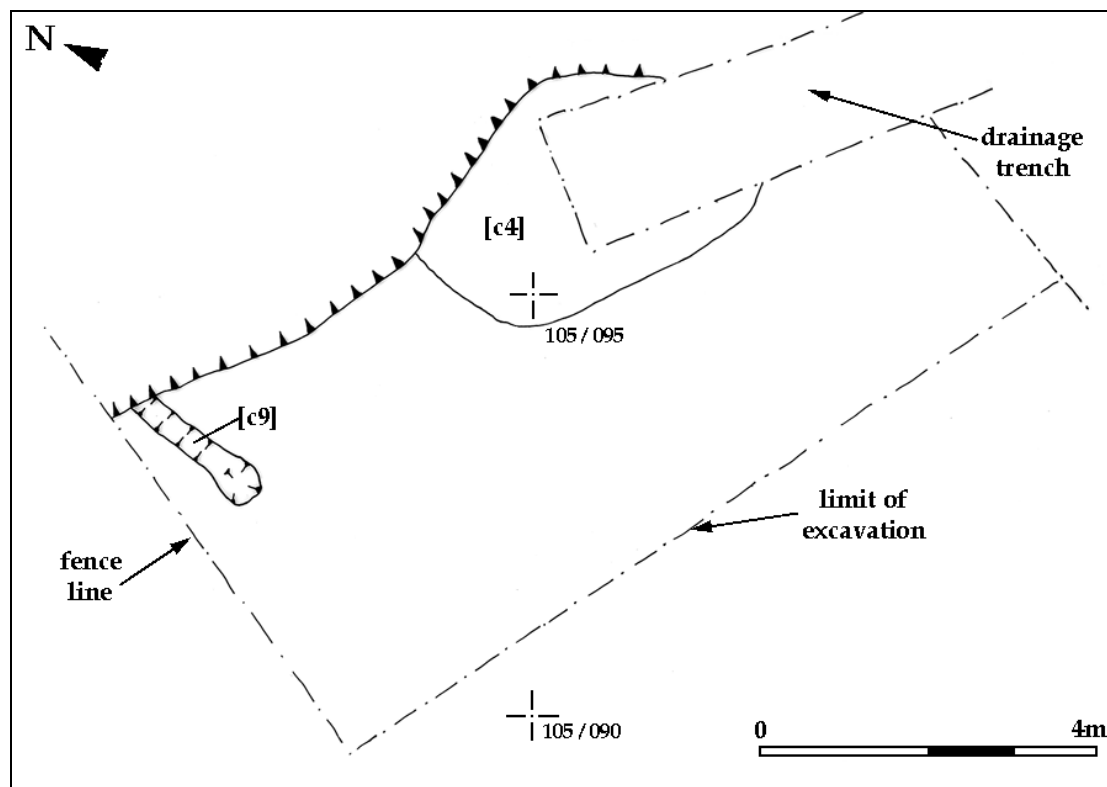 N
drainage
trench
[c4]
105 / 095
[c9]
limit of
excavation
fence
line
105 / 090
0
4m